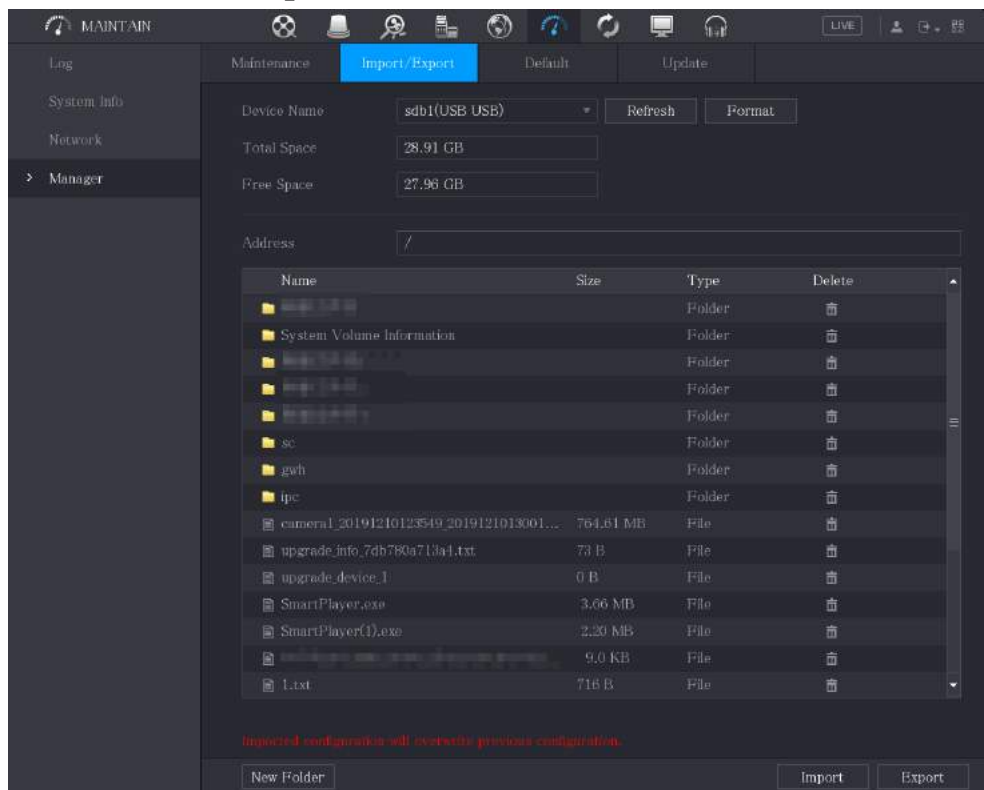 MAINTAIN LIVE
Log
System Info
Network
Manager
Maintenance Import/Export Default Update
Device Name sdb1(USB USB) Refresh Format
Total Space 28.91 GB
Free Space 27.96 GB
Address /
Name Size Type Delete
Folder
System Volume Information Folder
Folder
Folder
Folder
sc Folder
gwh Folder
ipc Folder
camera1_20191210123549_2019121013001... 764.61 MB File
upgrade_info_7db780a713a4.txt 73 B File
upgrade_device_1 0 B File
SmartPlayer.exe 3.66 MB File
SmartPlayer(1).exe 2.20 MB File
9.0 KB File
1.txt 716 B File
Imported configuration will overwrite previous configuration.
New Folder Import Export